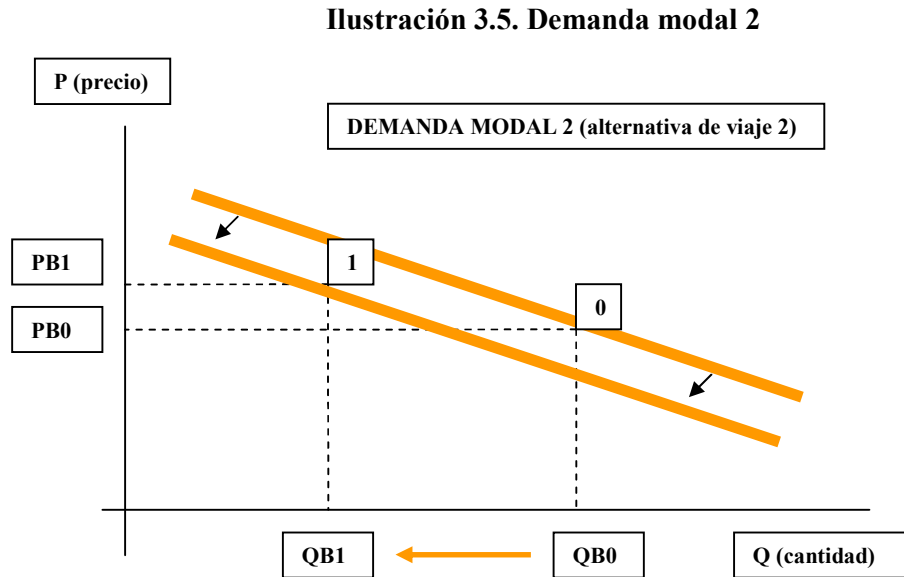 Ilustración 3.5. Demanda modal 2
P (precio)
DEMANDA MODAL 2 (alternativa de viaje 2)
PB1
1
PB0
0
QB1
QB0
Q (cantidad)